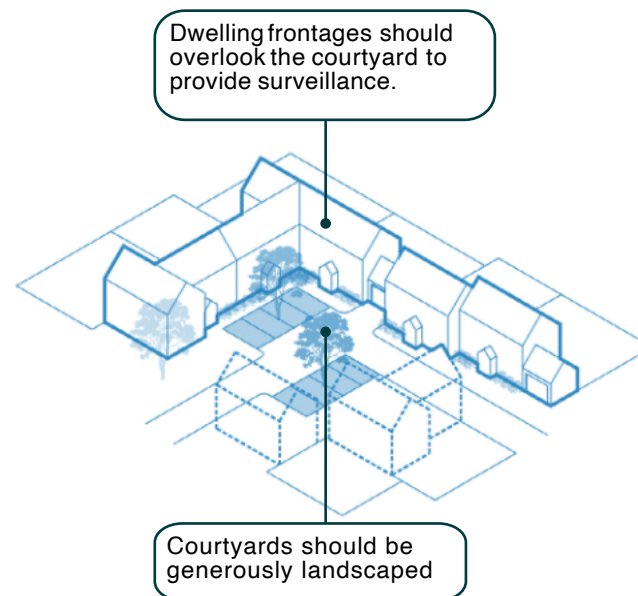 Dwelling frontages should
overlook the courtyard to
provide surveillance.
Courtyards should be
generously landscaped